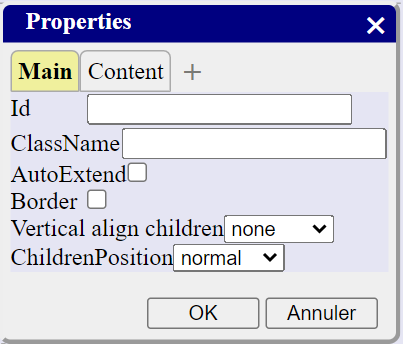 Properties ×
Main Content +
Id
ClassName
AutoExtend
Border
Vertical align children none
ChildrenPosition normal
OK Annuler